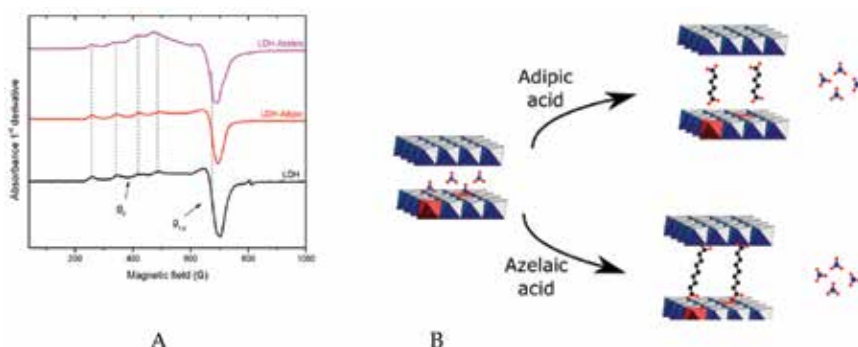 LDH-Azelaic
LDH-Adipic
LDH
Absorbance 1st derivative
0
200
400
600
800
1000
Magnetic field (G)
A
Adipic
acid
Azelaic
acid
B